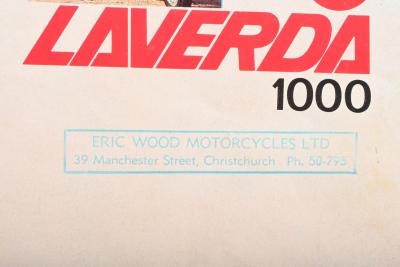 LAVERDA
1000
ERIC WOOD MOTORCYCLES LTD
39 Manchester Street, Christchurch Ph. 50-795